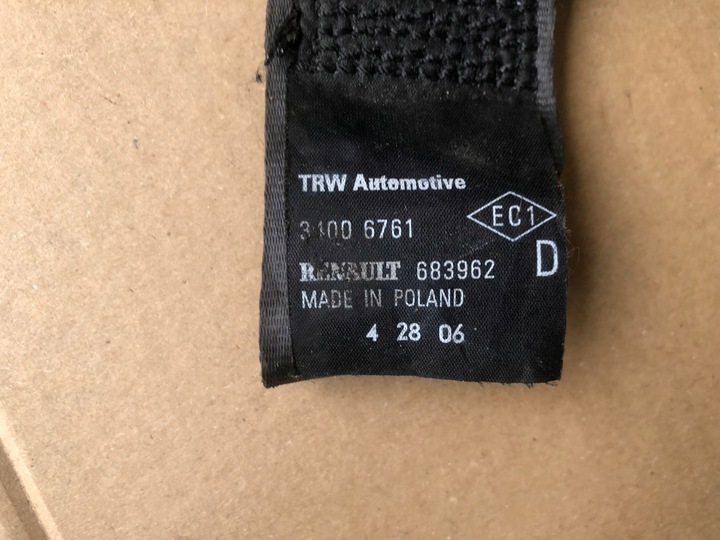 TRW Automotive
EC1
3400 6761
RENAULT 683962
D
MADE IN POLAND
4 28 06